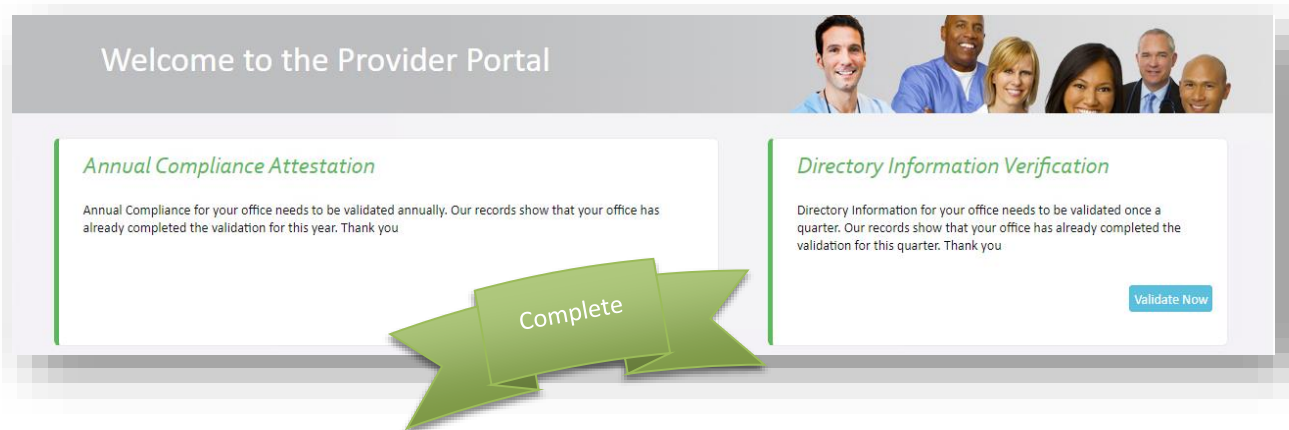 Welcome to the Provider Portal
Annual Compliance Attestation
Annual Compliance for your office needs to be validated annually. Our records show that your office has
already completed the validation for this year. Thank you
Directory Information Verification
Directory Information for your office needs to be validated once a
quarter. Our records show that your office has already completed the
validation for this quarter. Thank you
Validate Now
Complete